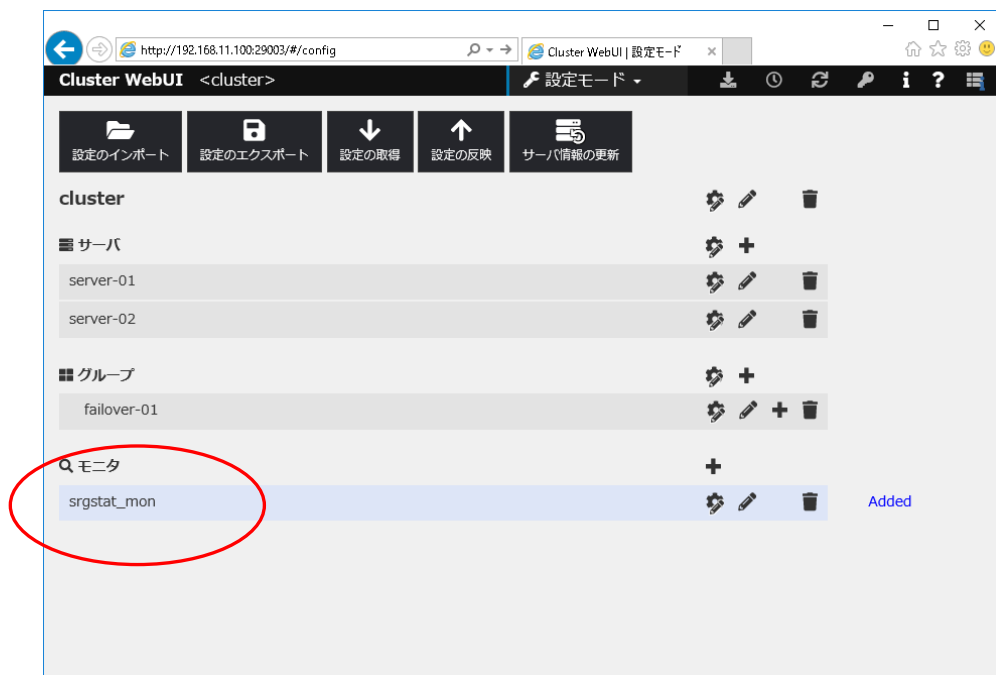 http://192.168.11.100:29003/#/config
Cluster WebUI | 設定モード
Cluster WebUI <cluster>
設定モード
設定のインポート
設定のエクスポート
設定の取得
設定の反映
サーバ情報の更新
cluster
サーバ
server-01
server-02
グループ
failover-01
モニタ
srgstat_mon
Added